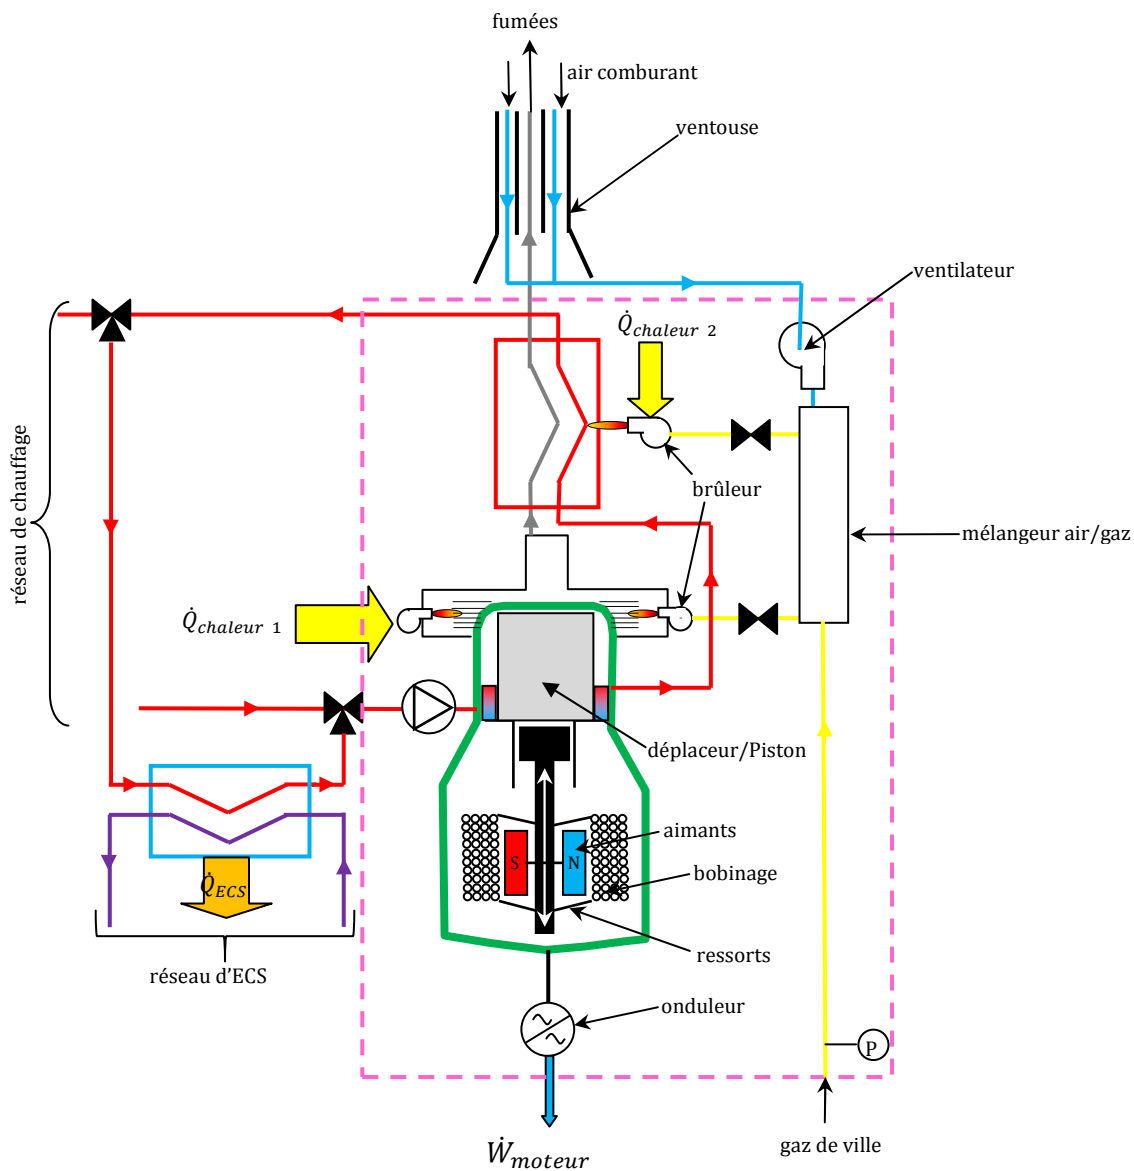 fumées
air comburant
ventouse
ventilateur
Q̇chaleur 2
brûleur
mélangeur air/gaz
réseau de chauffage
Q̇chaleur 1
déplaceur/Piston
aimants
S
N
bobinage
Q̇ECS
ressorts
réseau d'ECS
onduleur
P
gaz de ville
Ẇmoteur